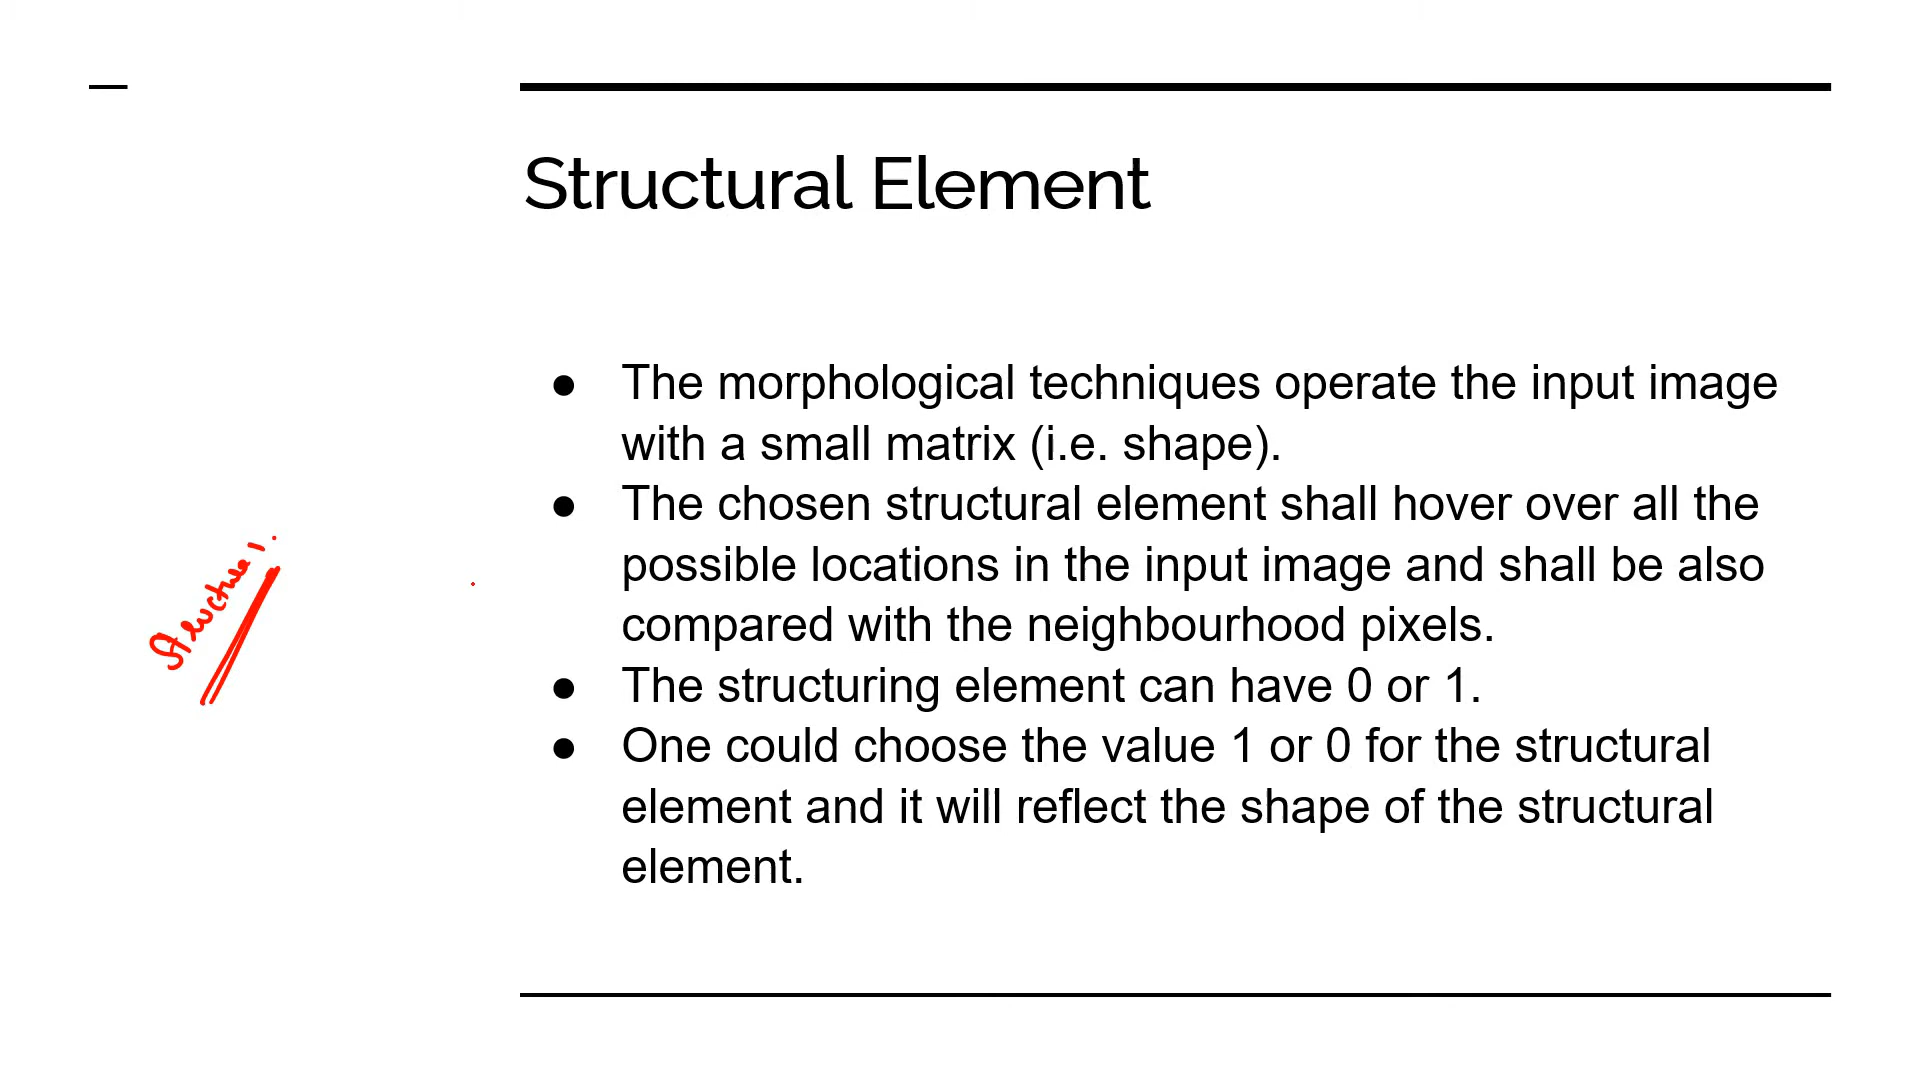 Structural Element
● The morphological techniques operate the input image
with a small matrix (i.e. shape).
● The chosen structural element shall hover over all the
possible locations in the input image and shall be also
compared with the neighbourhood pixels.
● The structuring element can have 0 or 1.
● One could choose the value 1 or 0 for the structural
element and it will reflect the shape of the structural
element.